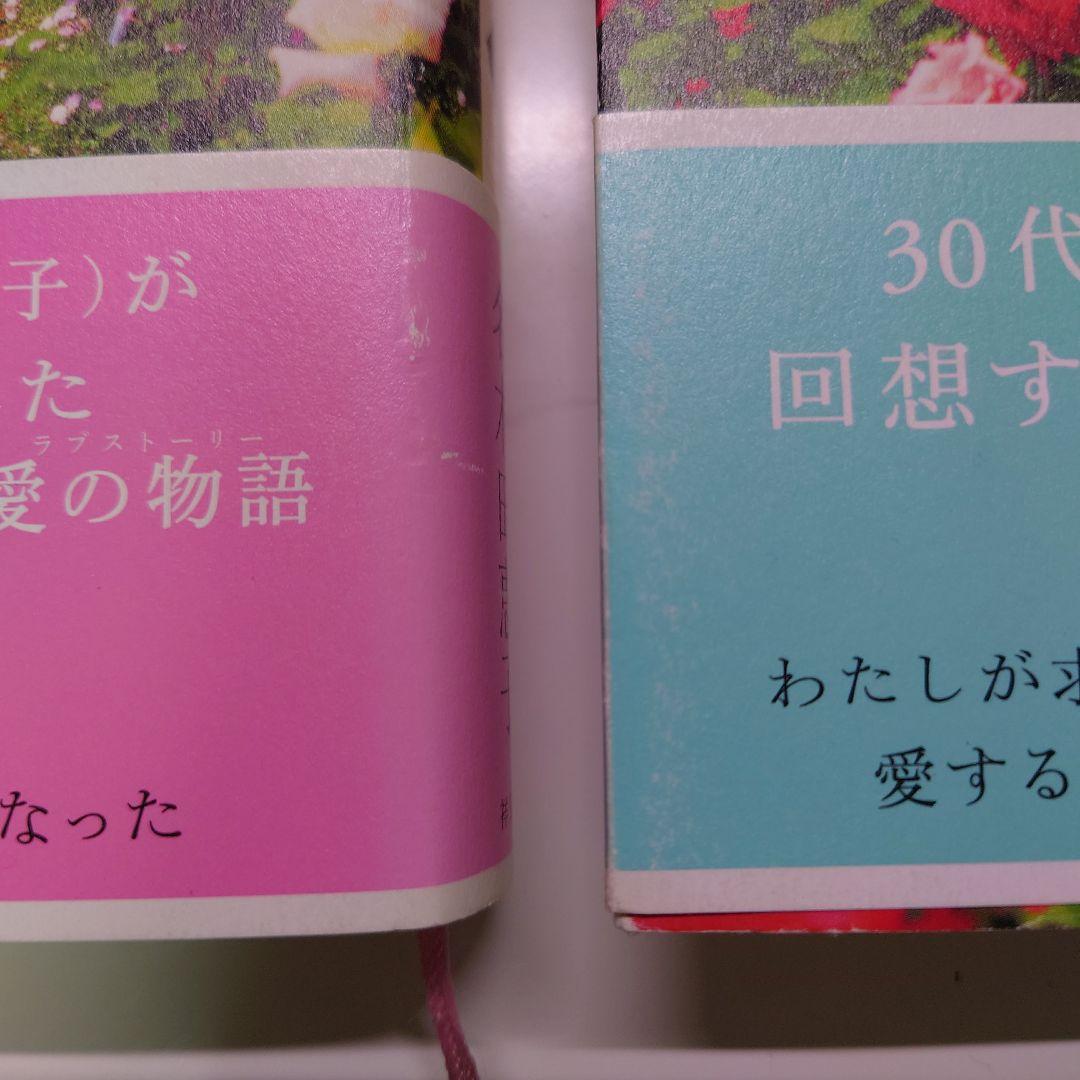 子)が
た
ラブストーリー
愛の物語
なった
30代
回想す
わたしが求
愛する